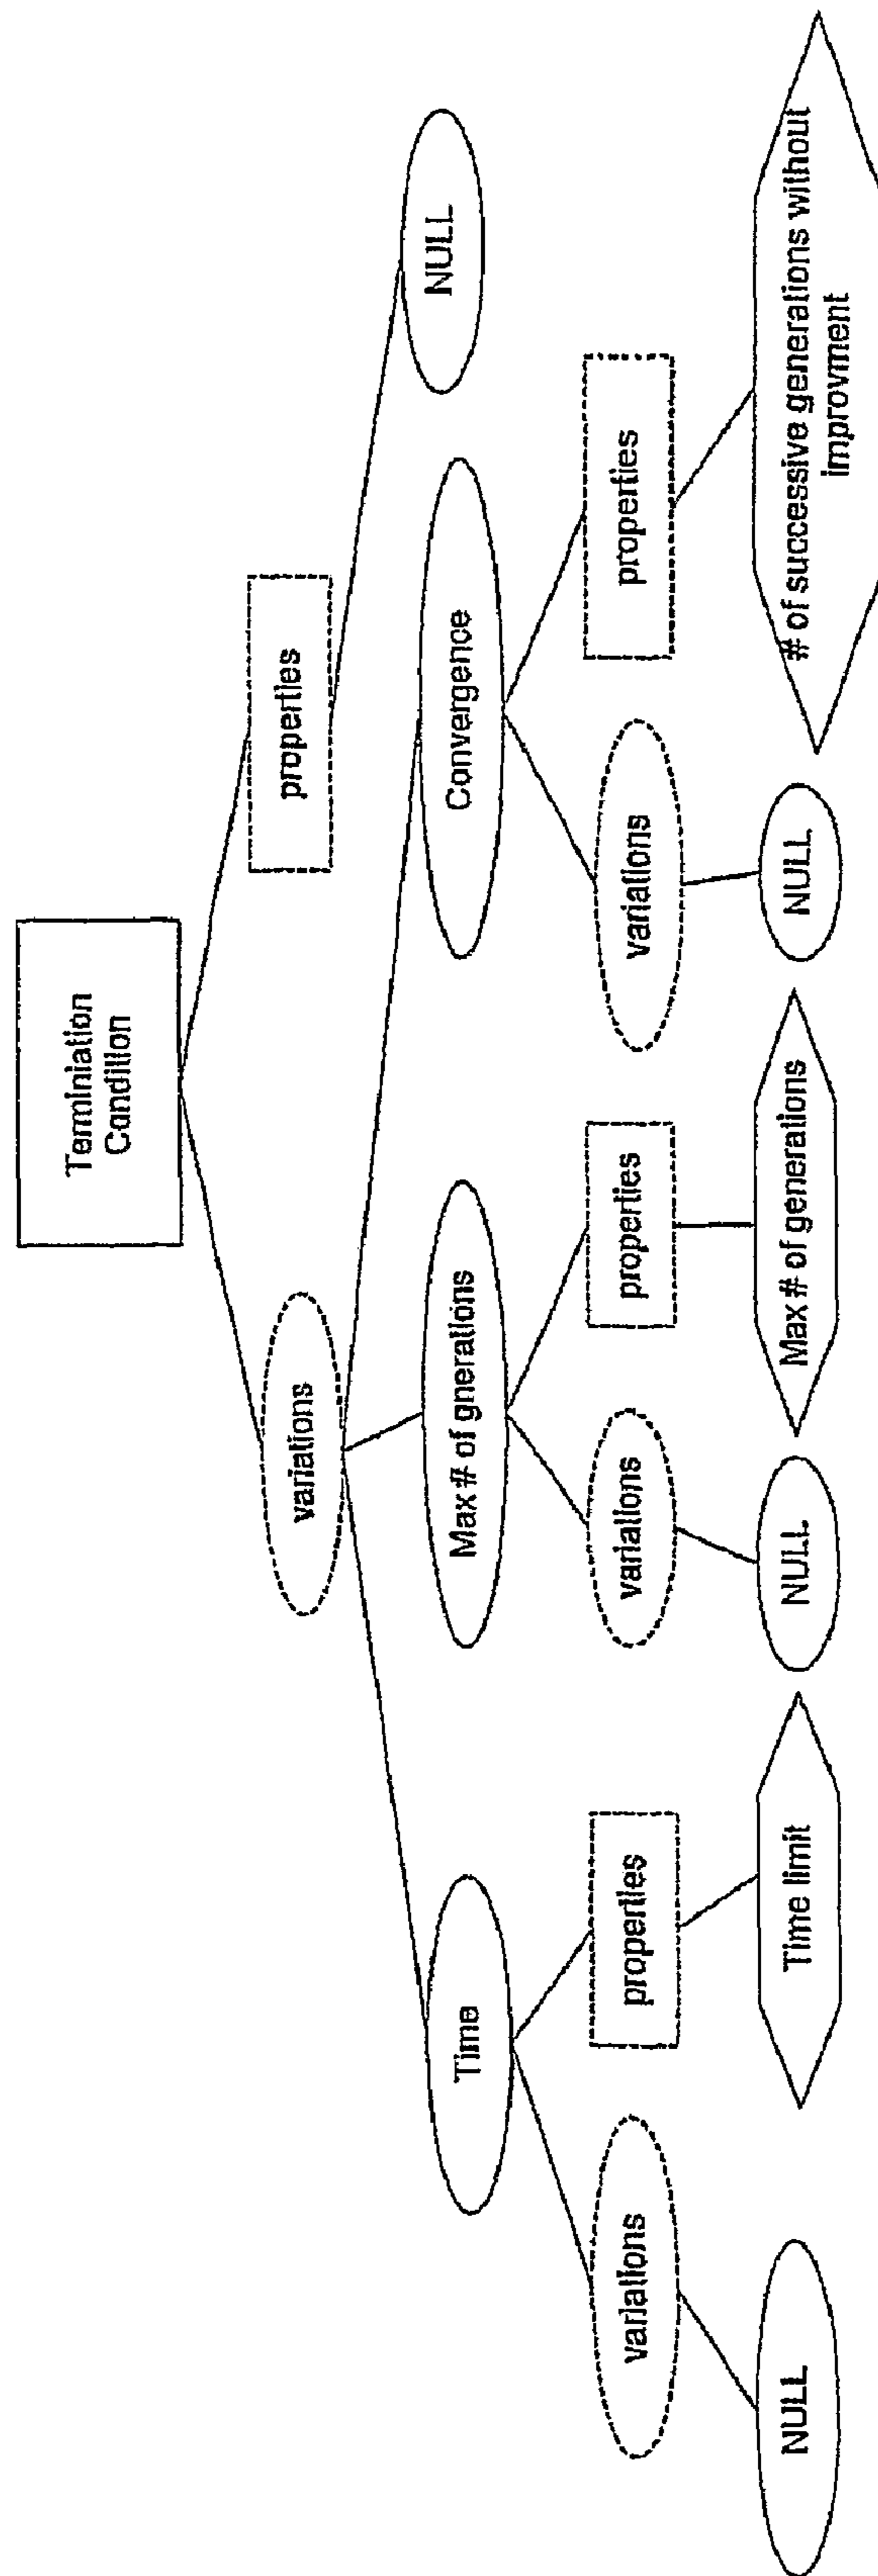 Terminiation
Condition
variations
properties
Time
Max # of gnerations
Convergence
NULL
variations
properties
variations
properties
variations
properties
NULL
Time limit
NULL
Max # of generations
NULL
# of successive generations without
improvment